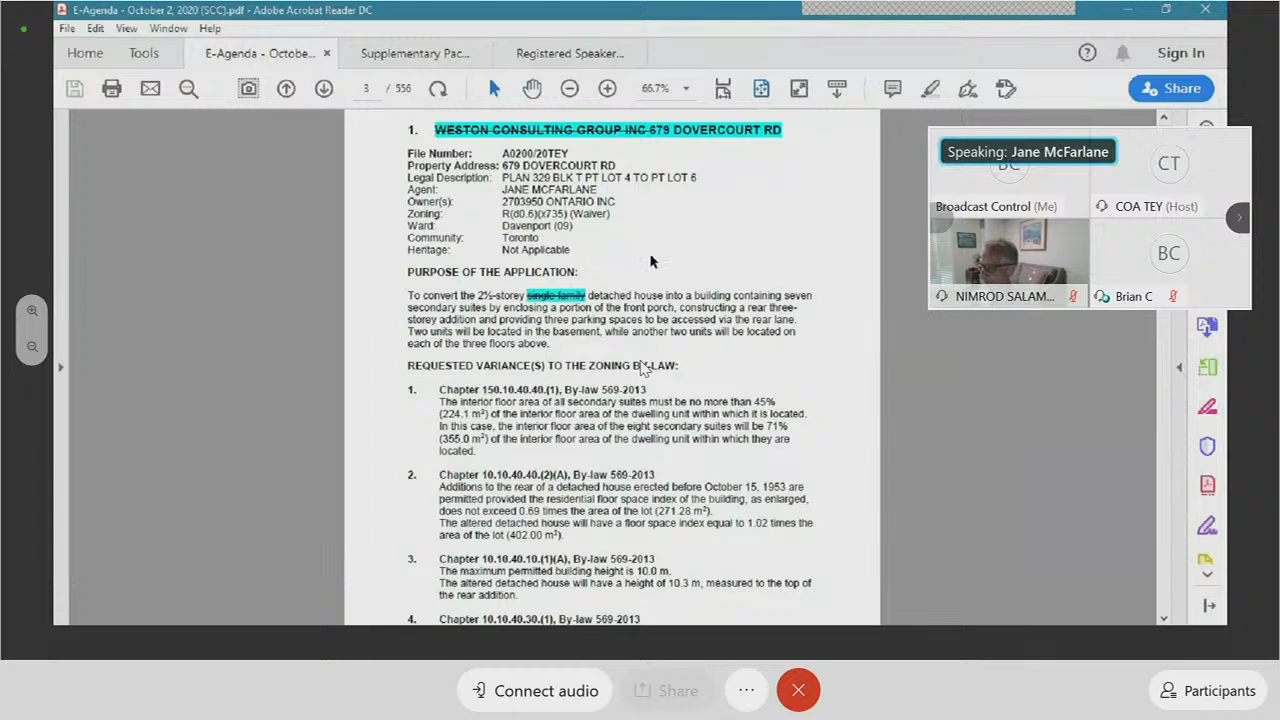 E-Agenda - October 2, 2020 (SCC).pdf - Adobe Acrobat Reader DC
File Edit View Window Help
Home Tools E-Agenda - Octobe... × Supplementary Pac... Registered Speaker... Sign In
3 / 556 66.7% Share
1. WESTON CONSULTING GROUP INC 679 DOVERCOURT RD
File Number: A0200/20TEY
Property Address: 679 DOVERCOURT RD
Legal Description: PLAN 329 BLK T PT LOT 4 TO PT LOT 6
Agent: JANE MCFARLANE
Owner(s): 2703950 ONTARIO INC
Zoning: R(d0.6)(x735) (Waiver)
Ward: Davenport (09)
Community: Toronto
Heritage: Not Applicable
PURPOSE OF THE APPLICATION:
To convert the 2½-storey single family detached house into a building containing seven
secondary suites by enclosing a portion of the front porch, constructing a rear three-
storey addition and providing three parking spaces to be accessed via the rear lane.
Two units will be located in the basement, while another two units will be located on
each of the three floors above.
REQUESTED VARIANCE(S) TO THE ZONING BY-LAW:
1. Chapter 150.10.40.40.(1), By-law 569-2013
The interior floor area of all secondary suites must be no more than 45%
(224.1 m²) of the interior floor area of the dwelling unit within which it is located.
In this case, the interior floor area of the eight secondary suites will be 71%
(355.0 m²) of the interior floor area of the dwelling unit within which they are
located.
2. Chapter 10.10.40.40.(2)(A), By-law 569-2013
Additions to the rear of a detached house erected before October 15, 1953 are
permitted provided the residential floor space index of the building, as enlarged,
does not exceed 0.69 times the area of the lot (271.28 m²).
The altered detached house will have a floor space index equal to 1.02 times the
area of the lot (402.00 m²).
3. Chapter 10.10.40.10.(1)(A), By-law 569-2013
The maximum permitted building height is 10.0 m.
The altered detached house will have a height of 10.3 m, measured to the top of
the rear addition.
4. Chapter 10.10.40.30.(1), By-law 569-2013
Speaking: Jane McFarlane
BC CT
Broadcast Control (Me) COA TEY (Host)
BC
NIMROD SALAM... Brian C
Connect audio Share ... Participants